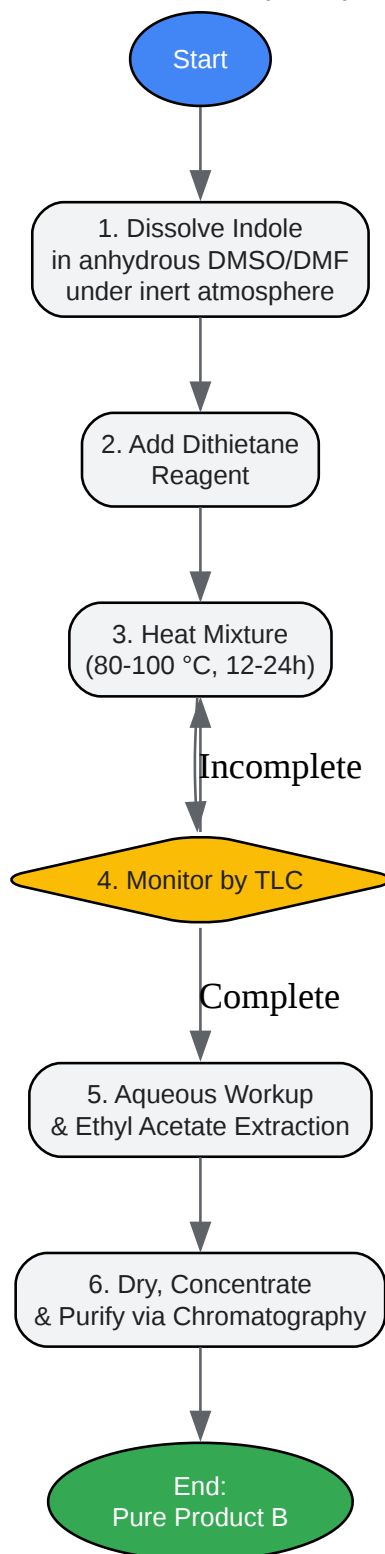 Start
1. Dissolve Indole
in anhydrous DMSO/DMF
under inert atmosphere
2. Add Dithietane
Reagent
3. Heat Mixture
(80-100 °C, 12-24h)
Incomplete
4. Monitor by TLC
Complete
5. Aqueous Workup
& Ethyl Acetate Extraction
6. Dry, Concentrate
& Purify via Chromatography
End:
Pure Product B